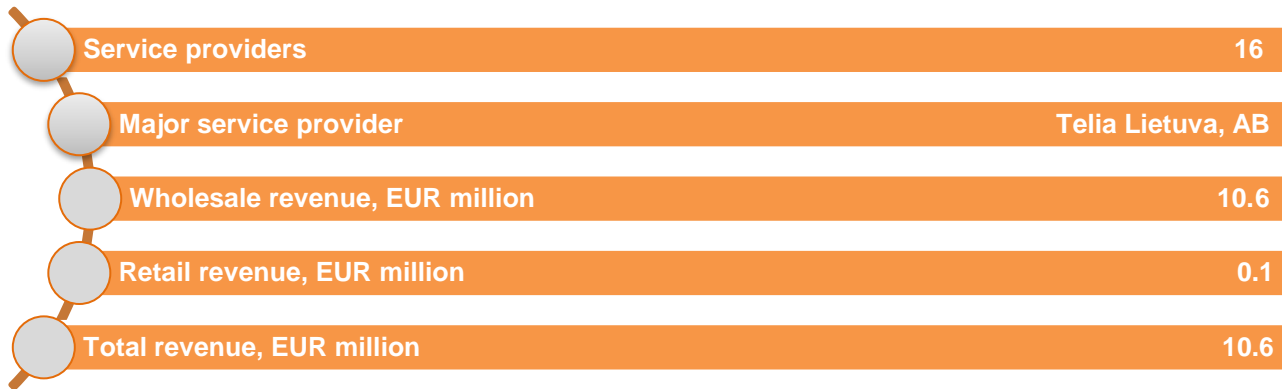 Service providers 16
Major service provider Telia Lietuva, AB
Wholesale revenue, EUR million 10.6
Retail revenue, EUR million 0.1
Total revenue, EUR million 10.6